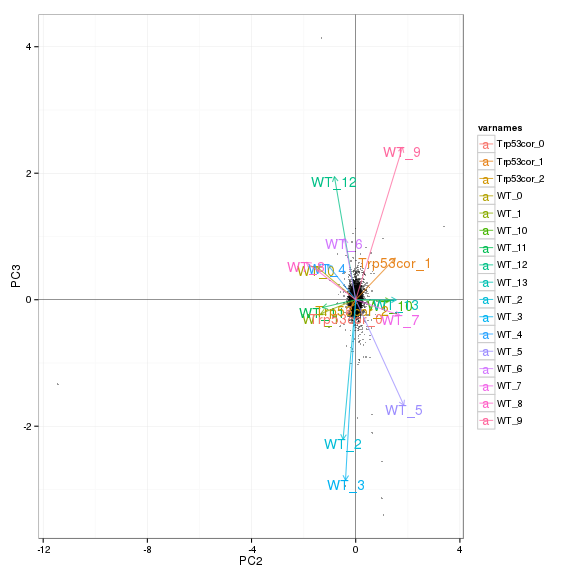 4
2
0
-2
-12
-8
-4
0
4
PC2
PC3
WT_9
WT_12
WT_6
Trp53cor_1
WT_4
WT_13
WT_7
WT_5
WT_2
WT_3
varnames
a Trp53cor_0
a Trp53cor_1
a Trp53cor_2
a WT_0
a WT_1
a WT_10
a WT_11
a WT_12
a WT_13
a WT_2
a WT_3
a WT_4
a WT_5
a WT_6
a WT_7
a WT_8
a WT_9